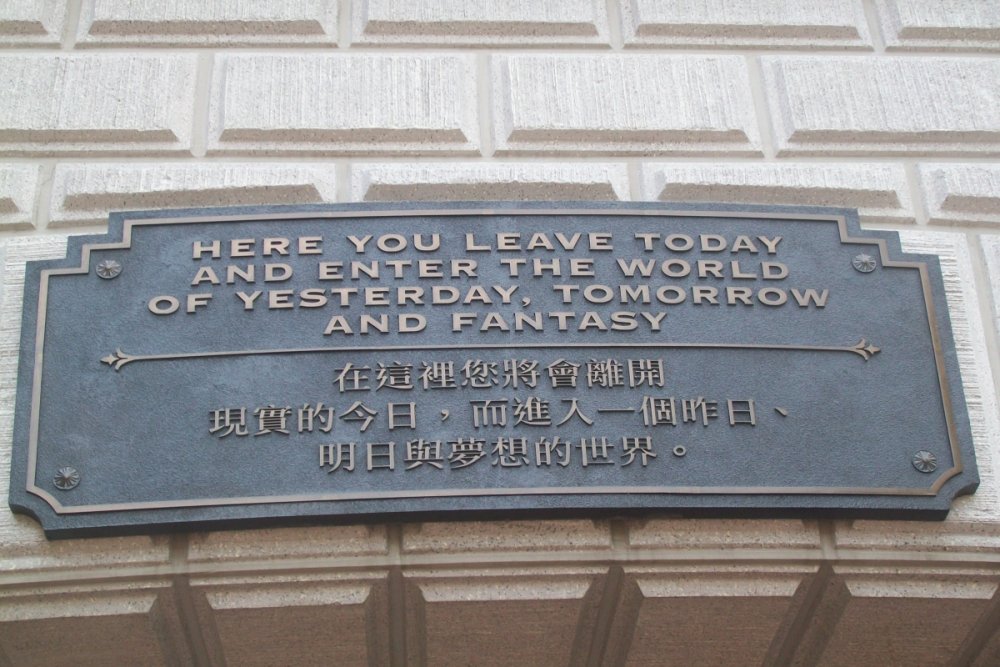 HERE YOU LEAVE TODAY
AND ENTER THE WORLD
OF YESTERDAY, TOMORROW
AND FANTASY
在這裡您將會離開
現實的今日，而進入一個昨日、
明日與夢想的世界。